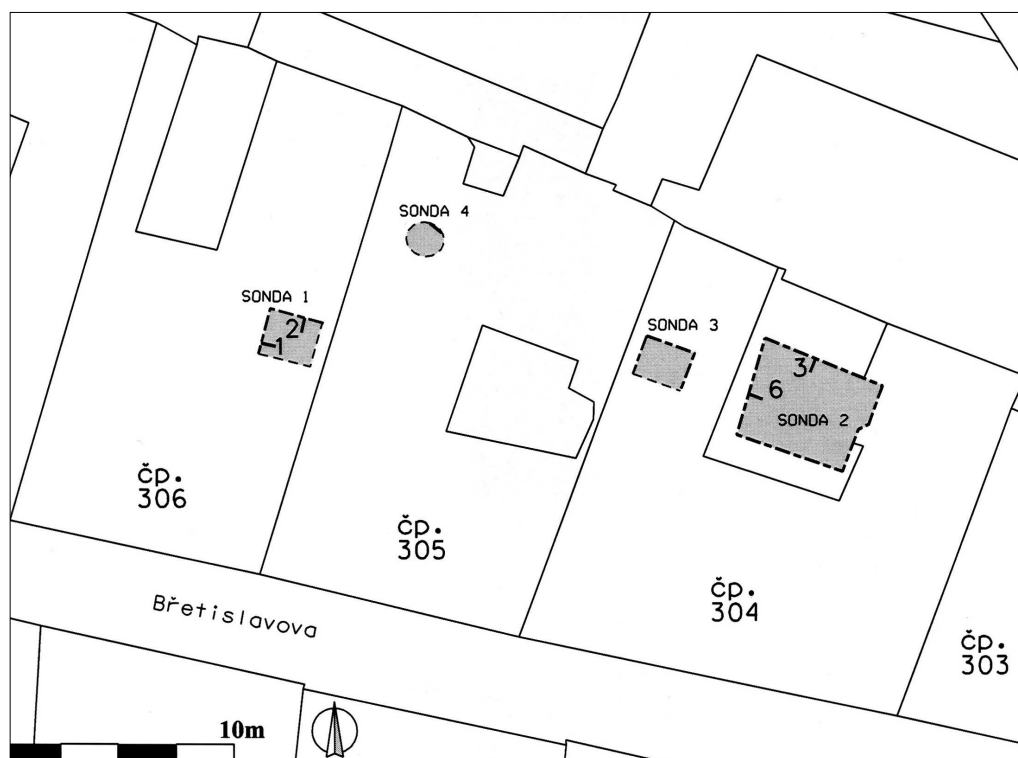 SONDA 4
SONDA 1
2
1
SONDA 3
3
6
SONDA 2
čp.
306
čp.
305
čp.
304
čp.
303
Břetislavova
10m